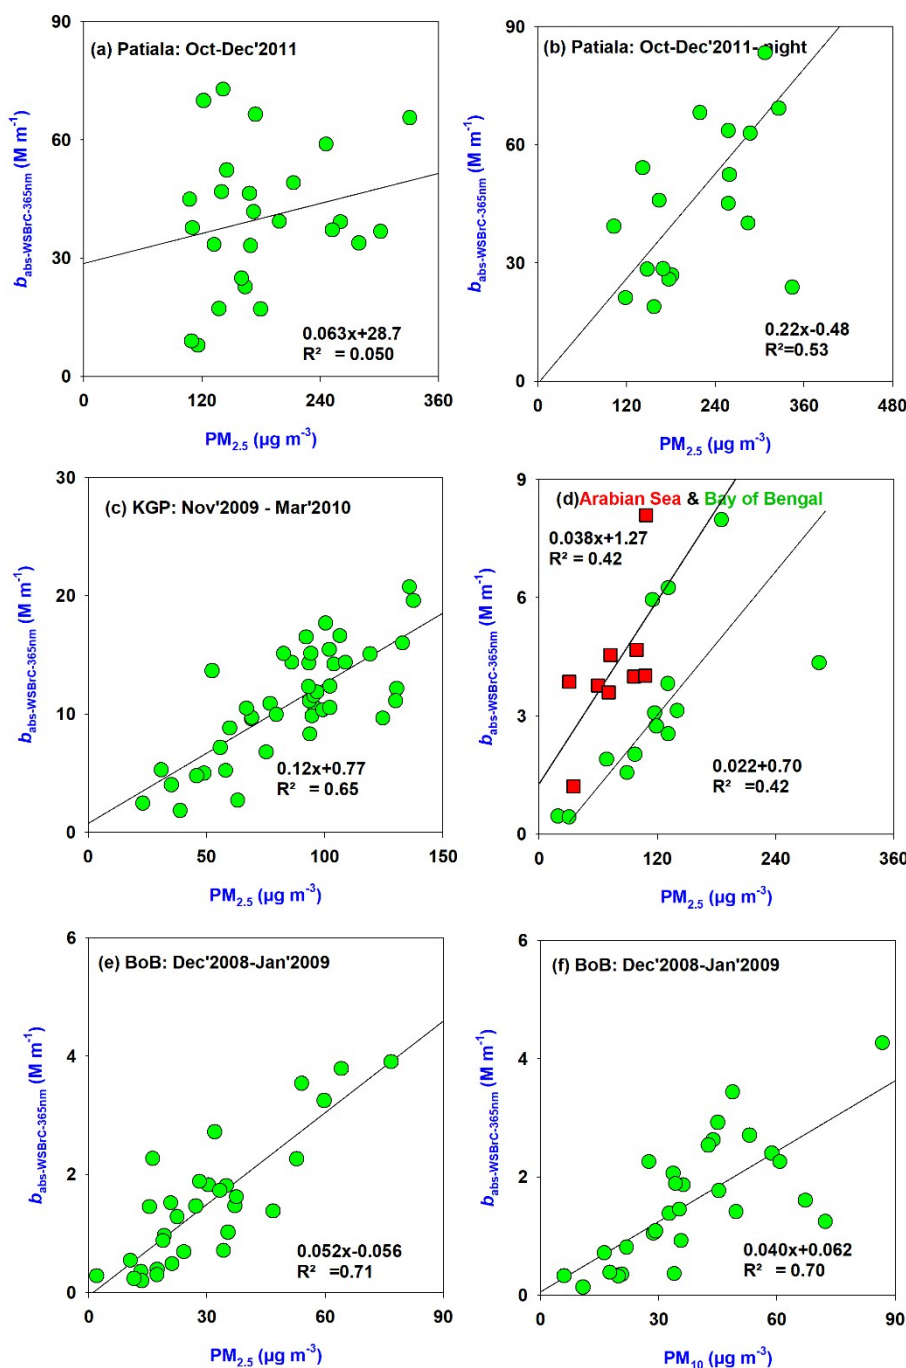 (a) Patiala: Oct-Dec'2011
90
60
30
0
0 120 240 360
b abs-WSBrC-365nm (M m-1)
0.063x+28.7
R² = 0.050
PM2.5 (µg m-3)
(b) Patiala: Oct-Dec'2011- night
90
60
30
0
0 120 240 360 480
b abs-WSBrC-365nm (M m-1)
0.22x-0.48
R²=0.53
PM2.5 (µg m-3)
(c) KGP: Nov'2009 - Mar'2010
30
20
10
0
0 50 100 150
b abs-WSBrC-365nm (M m-1)
0.12x+0.77
R² = 0.65
PM2.5 (µg m-3)
(d)Arabian Sea & Bay of Bengal
9
6
3
0
0 120 240 360
b abs-WSBrC-365nm (M m-1)
0.038x+1.27
R² = 0.42
0.022+0.70
R² =0.42
PM2.5 (µg m-3)
(e) BoB: Dec'2008-Jan'2009
6
4
2
0
0 30 60 90
b abs-WSBrC-365nm (M m-1)
0.052x-0.056
R² =0.71
PM2.5 (µg m-3)
(f) BoB: Dec'2008-Jan'2009
6
4
2
0
0 30 60 90
b abs-WSBrC-365nm (M m-1)
0.040x+0.062
R² = 0.70
PM10 (µg m-3)